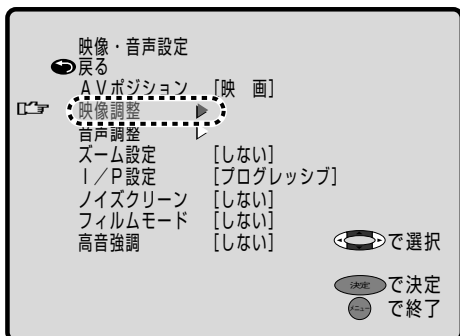 映像・音声設定
戻る
AVポジション [映 画]
映像調整
音声調整
ズーム設定 [しない]
I/P設定 [プログレッシブ]
ノイズクリーン [しない]
フィルムモード [しない]
高音強調 [しない]
で選択
決定 で決定
メニュー で終了